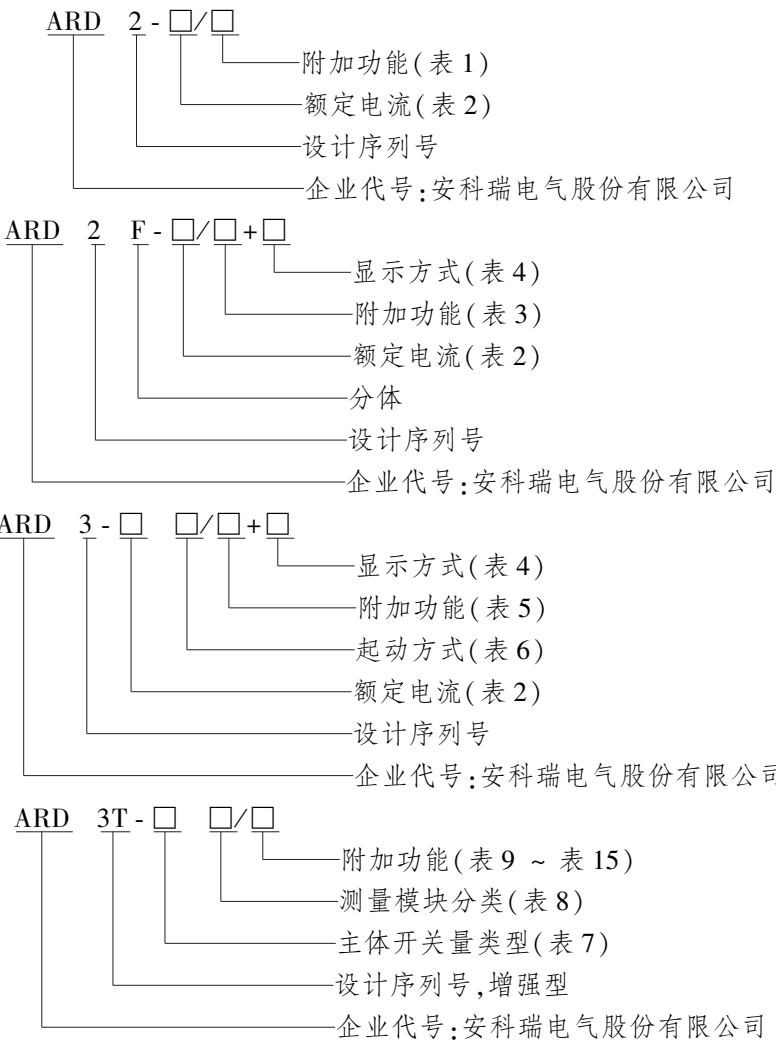 ARD 2 - □/□
附加功能(表 1)
额定电流(表 2)
设计序列号
企业代号:安科瑞电气股份有限公司
ARD 2 F - □/□+□
显示方式(表 4)
附加功能(表 3)
额定电流(表 2)
分体
设计序列号
企业代号:安科瑞电气股份有限公司
ARD 3 - □ □/□+□
显示方式(表 4)
附加功能(表 5)
起动方式(表 6)
额定电流(表 2)
设计序列号
企业代号:安科瑞电气股份有限公司
ARD 3T - □ □/□
附加功能(表 9 ~ 表 15)
测量模块分类(表 8)
主体开关量类型(表 7)
设计序列号,增强型
企业代号:安科瑞电气股份有限公司